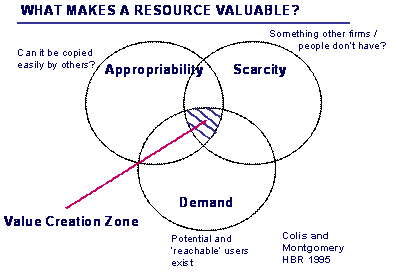 WHAT MAKES A RESOURCE VALUABLE?
Something other firms /
people don't have?
Can it be copied
easily by others?
Appropriability
Scarcity
Demand
Value Creation Zone
Potential and
'reachable' users
exist
Colis and
Montgomery
HBR 1995